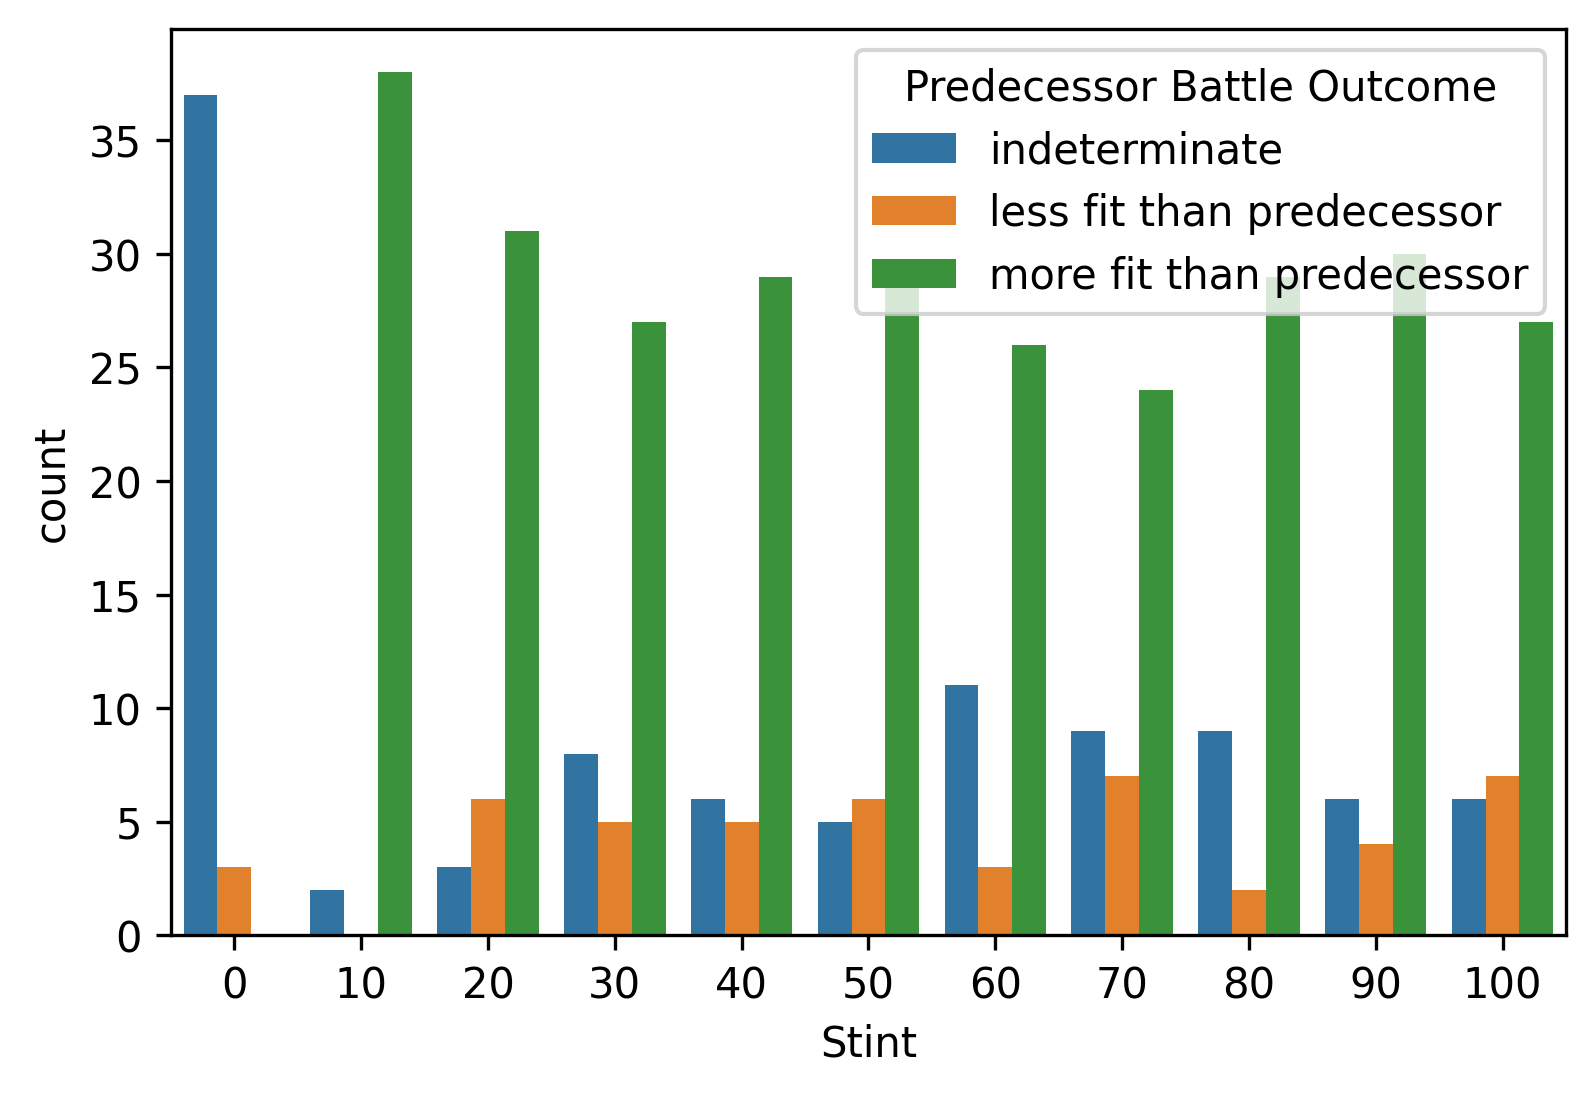 Predecessor Battle Outcome
indeterminate
less fit than predecessor
more fit than predecessor
35
30
25
20
15
10
5
0
count
0 10 20 30 40 50 60 70 80 90 100
Stint